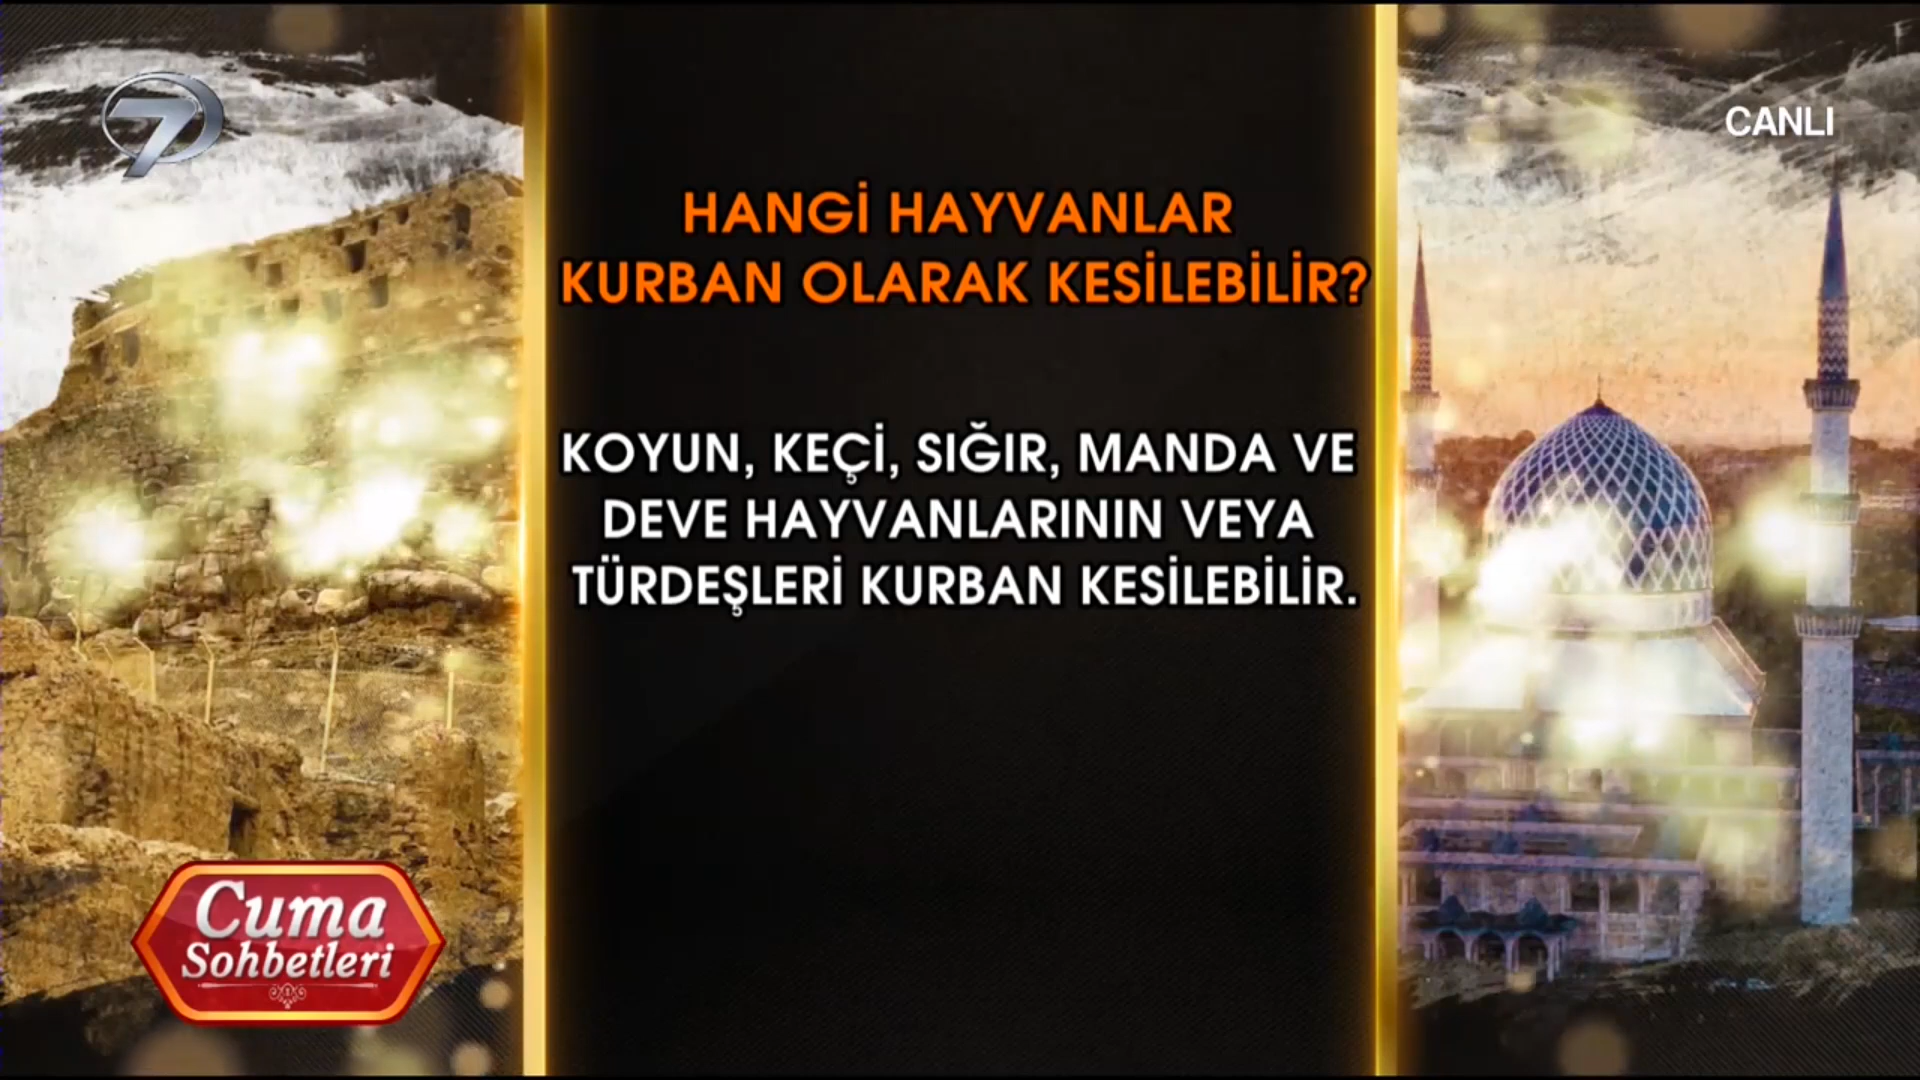 7
CANLI
HANGİ HAYVANLAR
KURBAN OLARAK KESİLEBİLİR?
KOYUN, KEÇİ, SIĞIR, MANDA VE
DEVE HAYVANLARININ VEYA
TÜRDEŞLERİ KURBAN KESİLEBİLİR.
Cuma
Sohbetleri